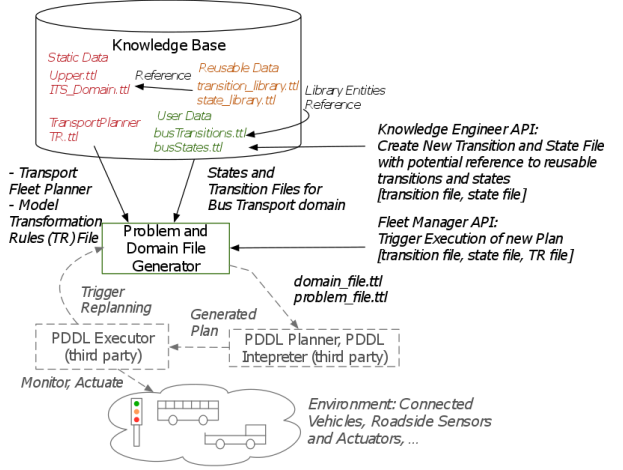 Knowledge Base
Static Data
Upper.ttl
ITS_Domain.ttl
Reference
Reusable Data
transition_library.ttl
state_library.ttl
Library Entities
Reference
TransportPlanner
TR.ttl
User Data
busTransitions.ttl
busStates.ttl
Knowledge Engineer API:
Create New Transition and State File
with potential reference to reusable
transitions and states
[transition file, state file]
- Transport
Fleet Planner
- Model
Transformation
Rules (TR) File
States and
Transition Files for
Bus Transport domain
Fleet Manager API:
Trigger Execution of new Plan
[transition file, state file, TR file]
Problem and
Domain File
Generator
domain_file.ttl
problem_file.ttl
Trigger
Replanning
Generated
Plan
PDDL Executor
(third party)
PDDL Planner, PDDL
Intepreter (third party)
Monitor, Actuate
Environment: Connected
Vehicles, Roadside Sensors
and Actuators, ...